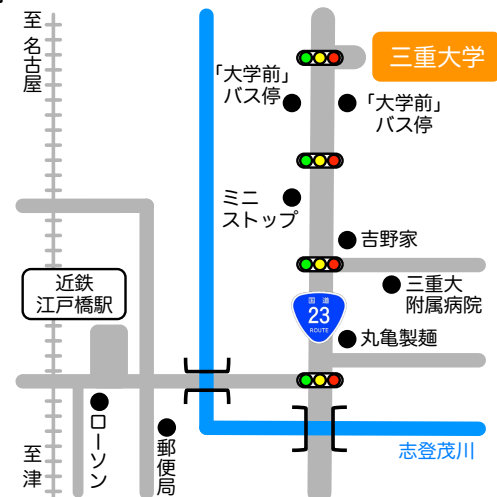 至 名古屋
三重大学
「大学前」
バス停
「大学前」
バス停
ミニ
ストップ
吉野家
三重大
附属病院
近鉄
江戸橋駅
国道
23
ROUTE
丸亀製麺
ローソン
郵便局
至 津
志登茂川